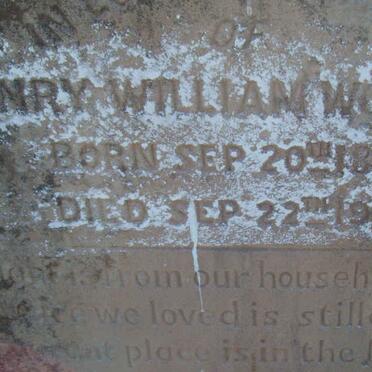 IN
OF
NRY WILLIAM W
BORN SEP 20TH 18
DIED SEP 22ND 19
from our househ
we loved is still
place is in the